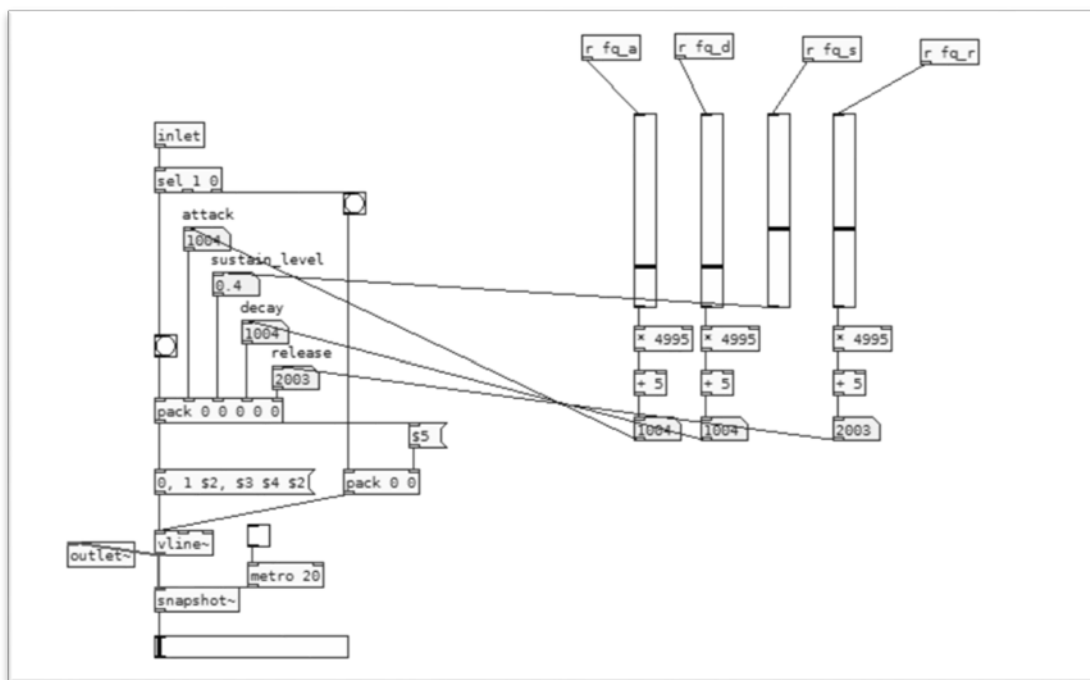 r fq_a
r fq_d
r fq_s
r fq_r
inlet
sel 1 0
attack
1004
sustain_level
0.4
decay
1004
release
2003
pack 0 0 0 0 0
$5
0, 1 $2, $3 $4 $2
pack 0 0
vline~
outlet~
metro 20
snapshot~
* 4995
* 4995
* 4995
+ 5
+ 5
+ 5
1004
1004
2003